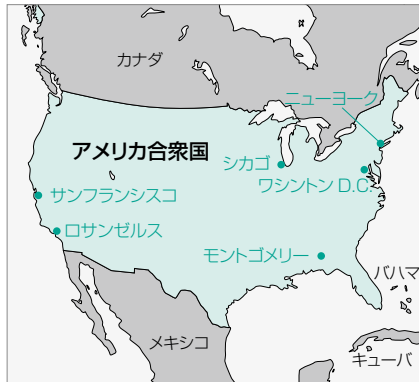 カナダ
ニューヨーク
アメリカ合衆国
シカゴ
ワシントンD.C.
サンフランシスコ
ロサンゼルス
モントゴメリー
バハマ
メキシコ
キューバ